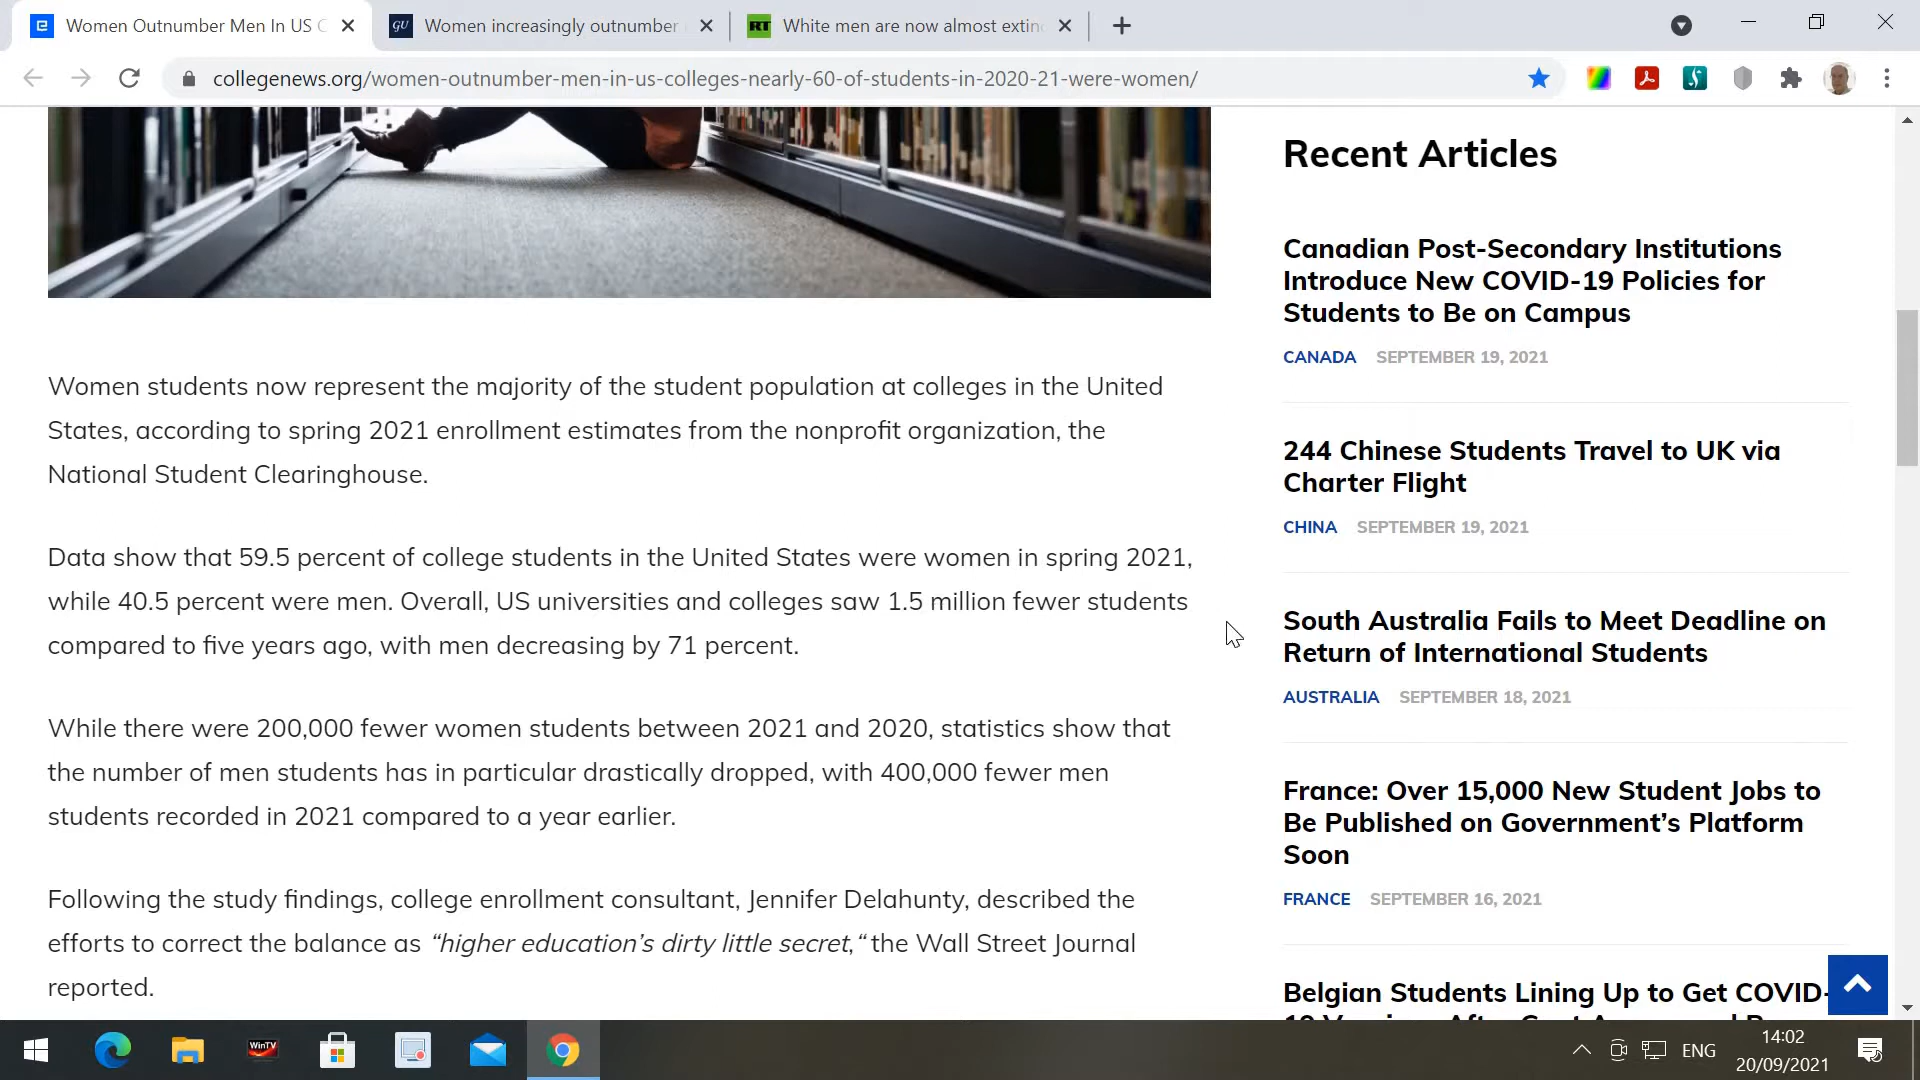 Women Outnumber Men In US C
Women increasingly outnumber
White men are now almost extinc
collegenews.org/women-outnumber-men-in-us-colleges-nearly-60-of-students-in-2020-21-were-women/
Recent Articles
Canadian Post-Secondary Institutions
Introduce New COVID-19 Policies for
Students to Be on Campus
CANADA SEPTEMBER 19, 2021
Women students now represent the majority of the student population at colleges in the United
States, according to spring 2021 enrollment estimates from the nonprofit organization, the
National Student Clearinghouse.
244 Chinese Students Travel to UK via
Charter Flight
CHINA SEPTEMBER 19, 2021
Data show that 59.5 percent of college students in the United States were women in spring 2021,
while 40.5 percent were men. Overall, US universities and colleges saw 1.5 million fewer students
compared to five years ago, with men decreasing by 71 percent.
South Australia Fails to Meet Deadline on
Return of International Students
AUSTRALIA SEPTEMBER 18, 2021
While there were 200,000 fewer women students between 2021 and 2020, statistics show that
the number of men students has in particular drastically dropped, with 400,000 fewer men
students recorded in 2021 compared to a year earlier.
France: Over 15,000 New Student Jobs to
Be Published on Government’s Platform
Soon
FRANCE SEPTEMBER 16, 2021
Following the study findings, college enrollment consultant, Jennifer Delahunty, described the
efforts to correct the balance as “higher education’s dirty little secret,“ the Wall Street Journal
reported.
Belgian Students Lining Up to Get COVID-
WinTV
ENG
14:02
20/09/2021
GU
RT